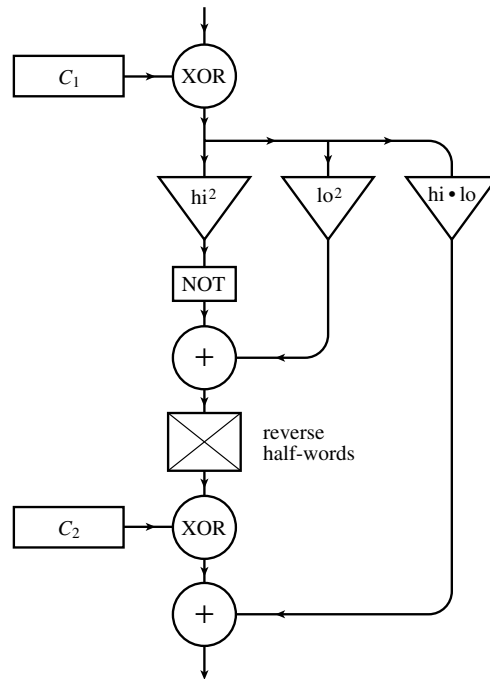 XOR
C₁
hi² lo² hi • lo
NOT
+
reverse
half-words
XOR
C₂
+